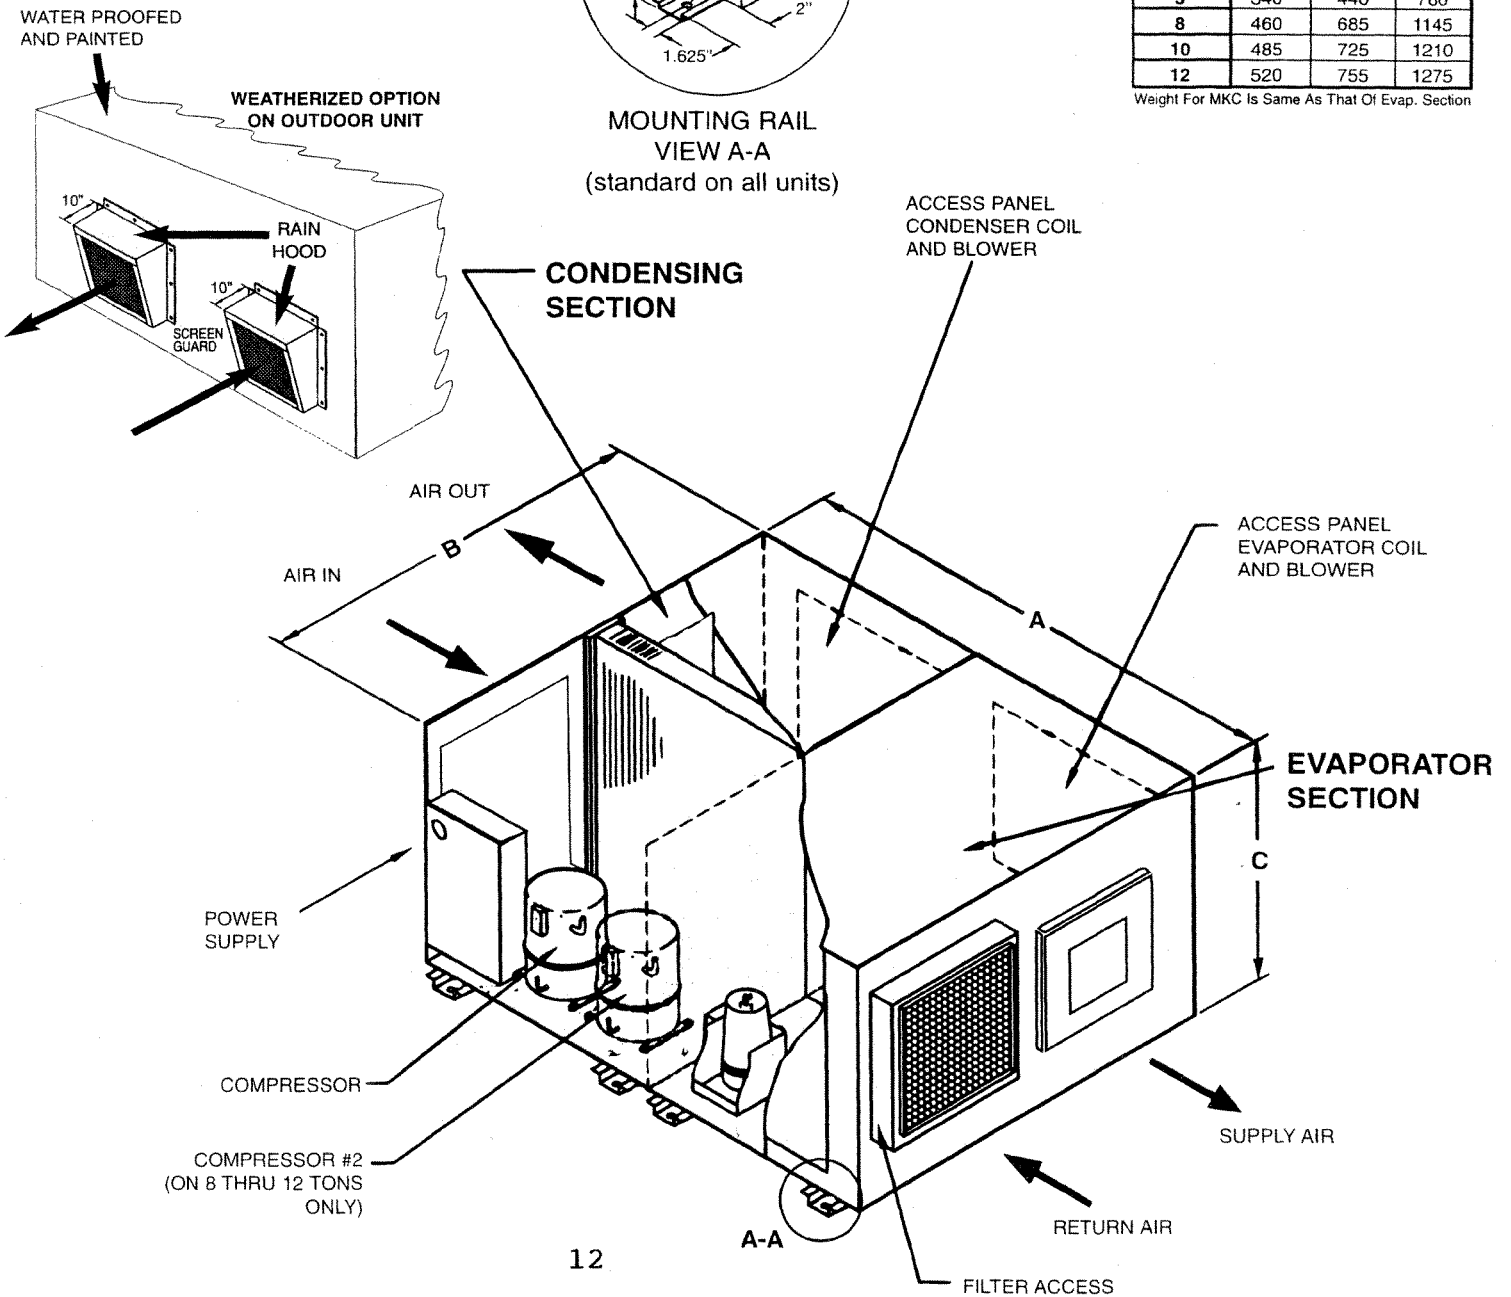 WATER PROOFED
AND PAINTED
WEATHERIZED OPTION
ON OUTDOOR UNIT
10"
RAIN
HOOD
10"
SCREEN
GUARD
2"
1.625"
MOUNTING RAIL
VIEW A-A
(standard on all units)
8 460 685 1145
10 485 725 1210
12 520 755 1275
Weight For MKC Is Same As That Of Evap. Section
ACCESS PANEL
CONDENSER COIL
AND BLOWER
CONDENSING
SECTION
AIR OUT
B
AIR IN
ACCESS PANEL
EVAPORATOR COIL
AND BLOWER
A
EVAPORATOR
SECTION
C
POWER
SUPPLY
COMPRESSOR
COMPRESSOR #2
(ON 8 THRU 12 TONS
ONLY)
SUPPLY AIR
RETURN AIR
A-A
FILTER ACCESS
12